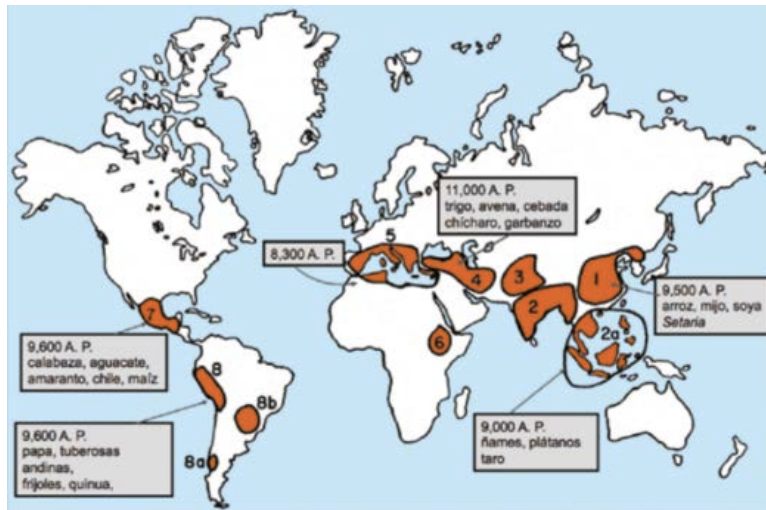 11,000 A. P.
trigo, avena, cebada
chícharo, garbanzo
5
8,300 A. P.
4
3
1
2
9,500 A. P.
arroz, mijo, soya
Setaria
7
6
2a
9,600 A. P.
calabaza, aguacate,
amaranto, chile, maíz
8
8b
9,600 A. P.
papa, tuberosas
andinas,
frijoles, quinua,
8a
9,000 A. P.
ñames, plátanos
taro